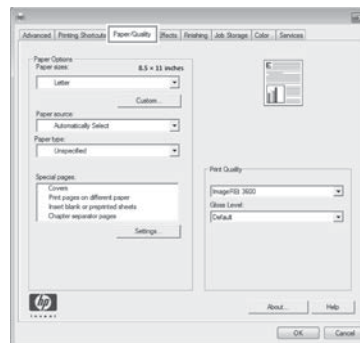 Advanced Printing Shortcuts Paper/Quality Effects Finishing Job Storage Color Services
Paper Options
Paper sizes: 8.5 × 11 inches
Letter
Custom...
Paper source:
Automatically Select
Paper type:
Unspecified
Special pages:
Covers
Print pages on different paper
Insert blank or preprinted sheets
Chapter separator pages
Settings...
Print Quality
ImageREt 3600
Gloss Level:
Default
hp
invent
About... Help
OK Cancel